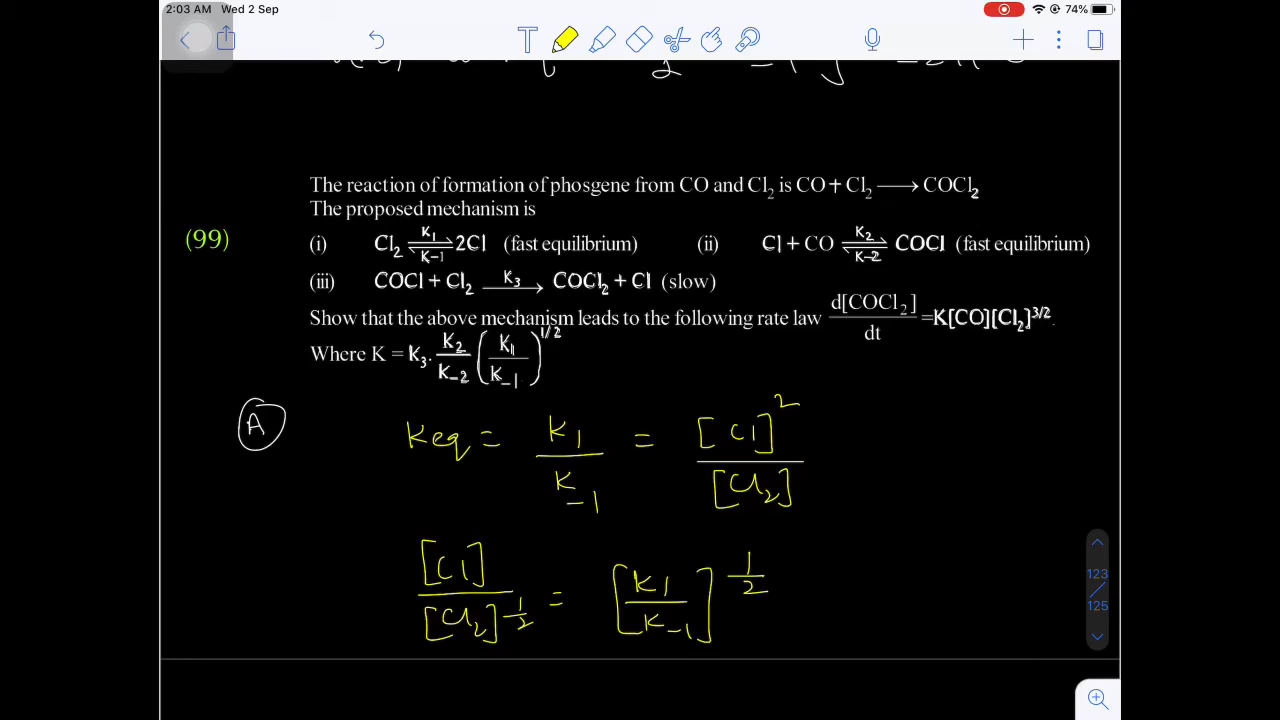 2:03 AM Wed 2 Sep 74%
The reaction of formation of phosgene from CO and Cl₂ is CO + Cl₂ ⟶ COCl₂
The proposed mechanism is
(99) (i) Cl₂ ⇌ 2Cl (fast equilibrium) (ii) Cl + CO ⇌ COCl (fast equilibrium)
K₁ K₋₁ K₂ K₋₂
(iii) COCl + Cl₂ ⟶ COCl₂ + Cl (slow)
K₃
Show that the above mechanism leads to the following rate law d[COCl₂]/dt =K[CO][Cl₂]^3/2.
Where K = K₃. K₂/K₋₂ (K₁/K₋₁)^1/2
A Keq = K₁/K₋₁ = [Cl]²/[Cl₂]
[Cl]/[Cl₂]^1/2 = [K₁/K₋₁]^1/2
123
125